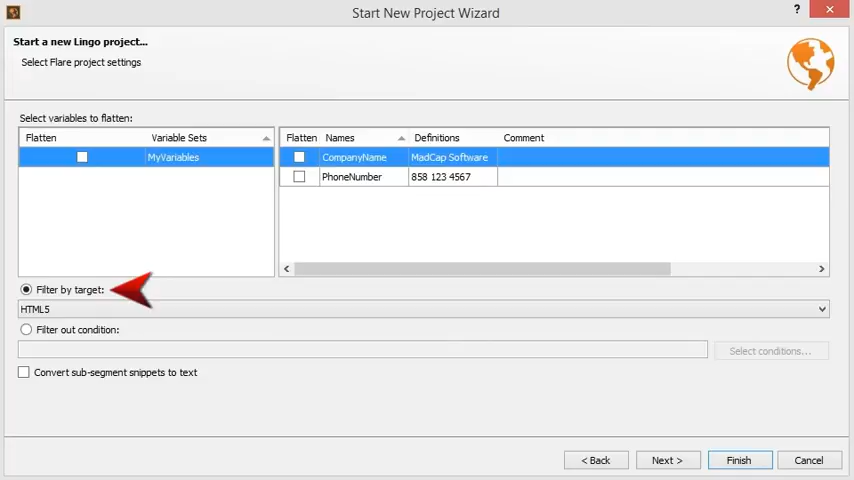 Start New Project Wizard
?
Start a new Lingo project...
Select Flare project settings
Select variables to flatten:
Flatten Variable Sets
MyVariables
Flatten Names Definitions Comment
CompanyName MadCap Software
PhoneNumber 858 123 4567
Filter by target:
HTML5
Filter out condition:
Select conditions...
Convert sub-segment snippets to text
< Back Next > Finish Cancel